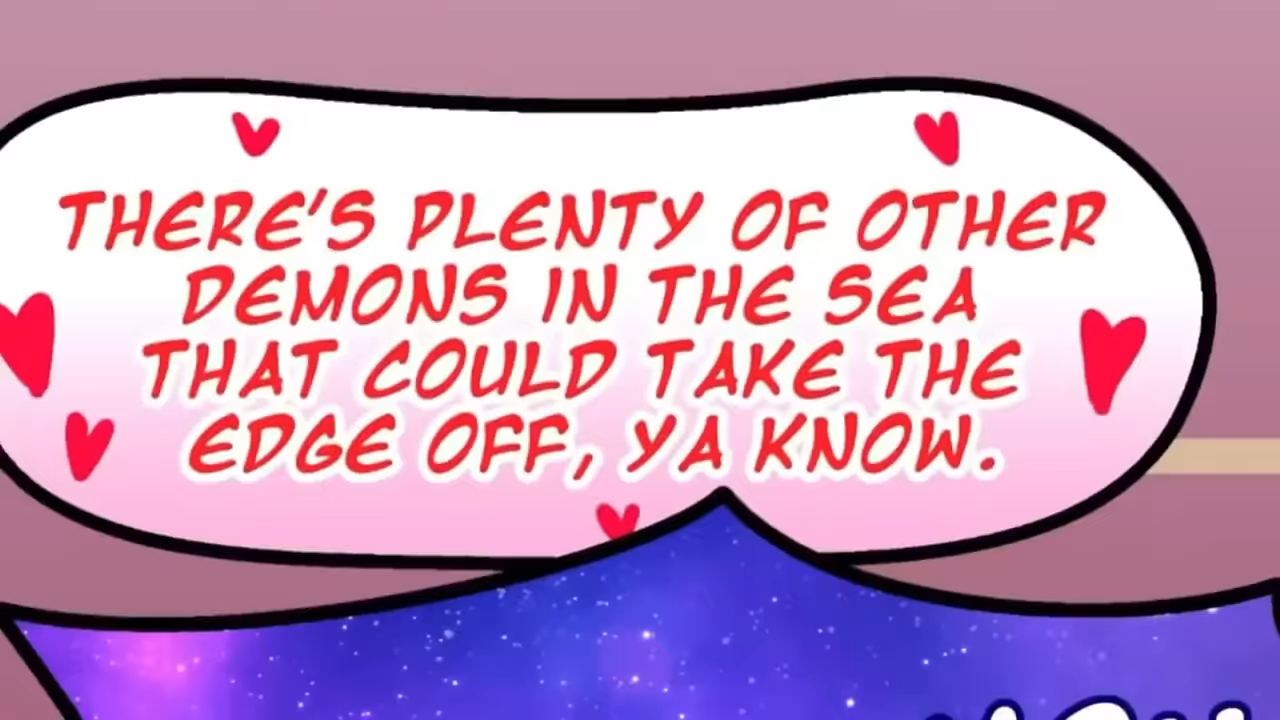 THERE'S PLENTY OF OTHER
DEMONS IN THE SEA
THAT COULD TAKE THE
EDGE OFF, YA KNOW.